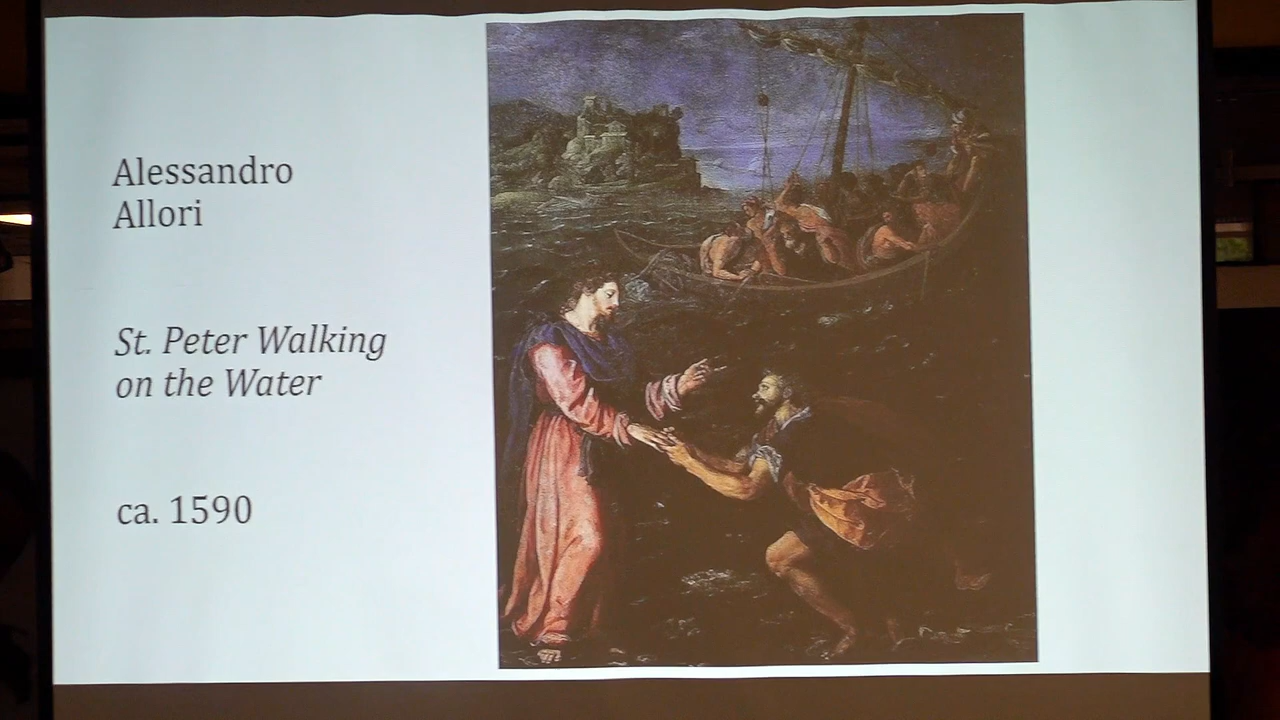 Alessandro
Allori
St. Peter Walking
on the Water
ca. 1590